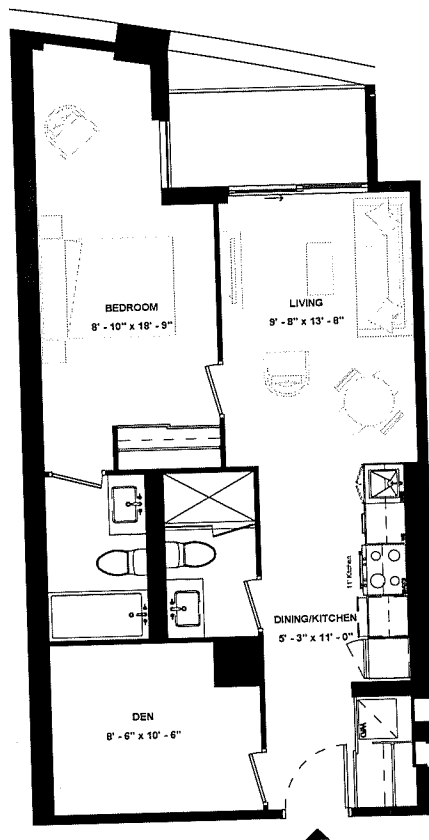 BEDROOM
8' - 10" x 18' - 9"
LIVING
9' - 8" x 13' - 8"
11' Kitchen
DINING/KITCHEN
5' - 3" x 11' - 0"
DEN
8' - 6" x 10' - 6"